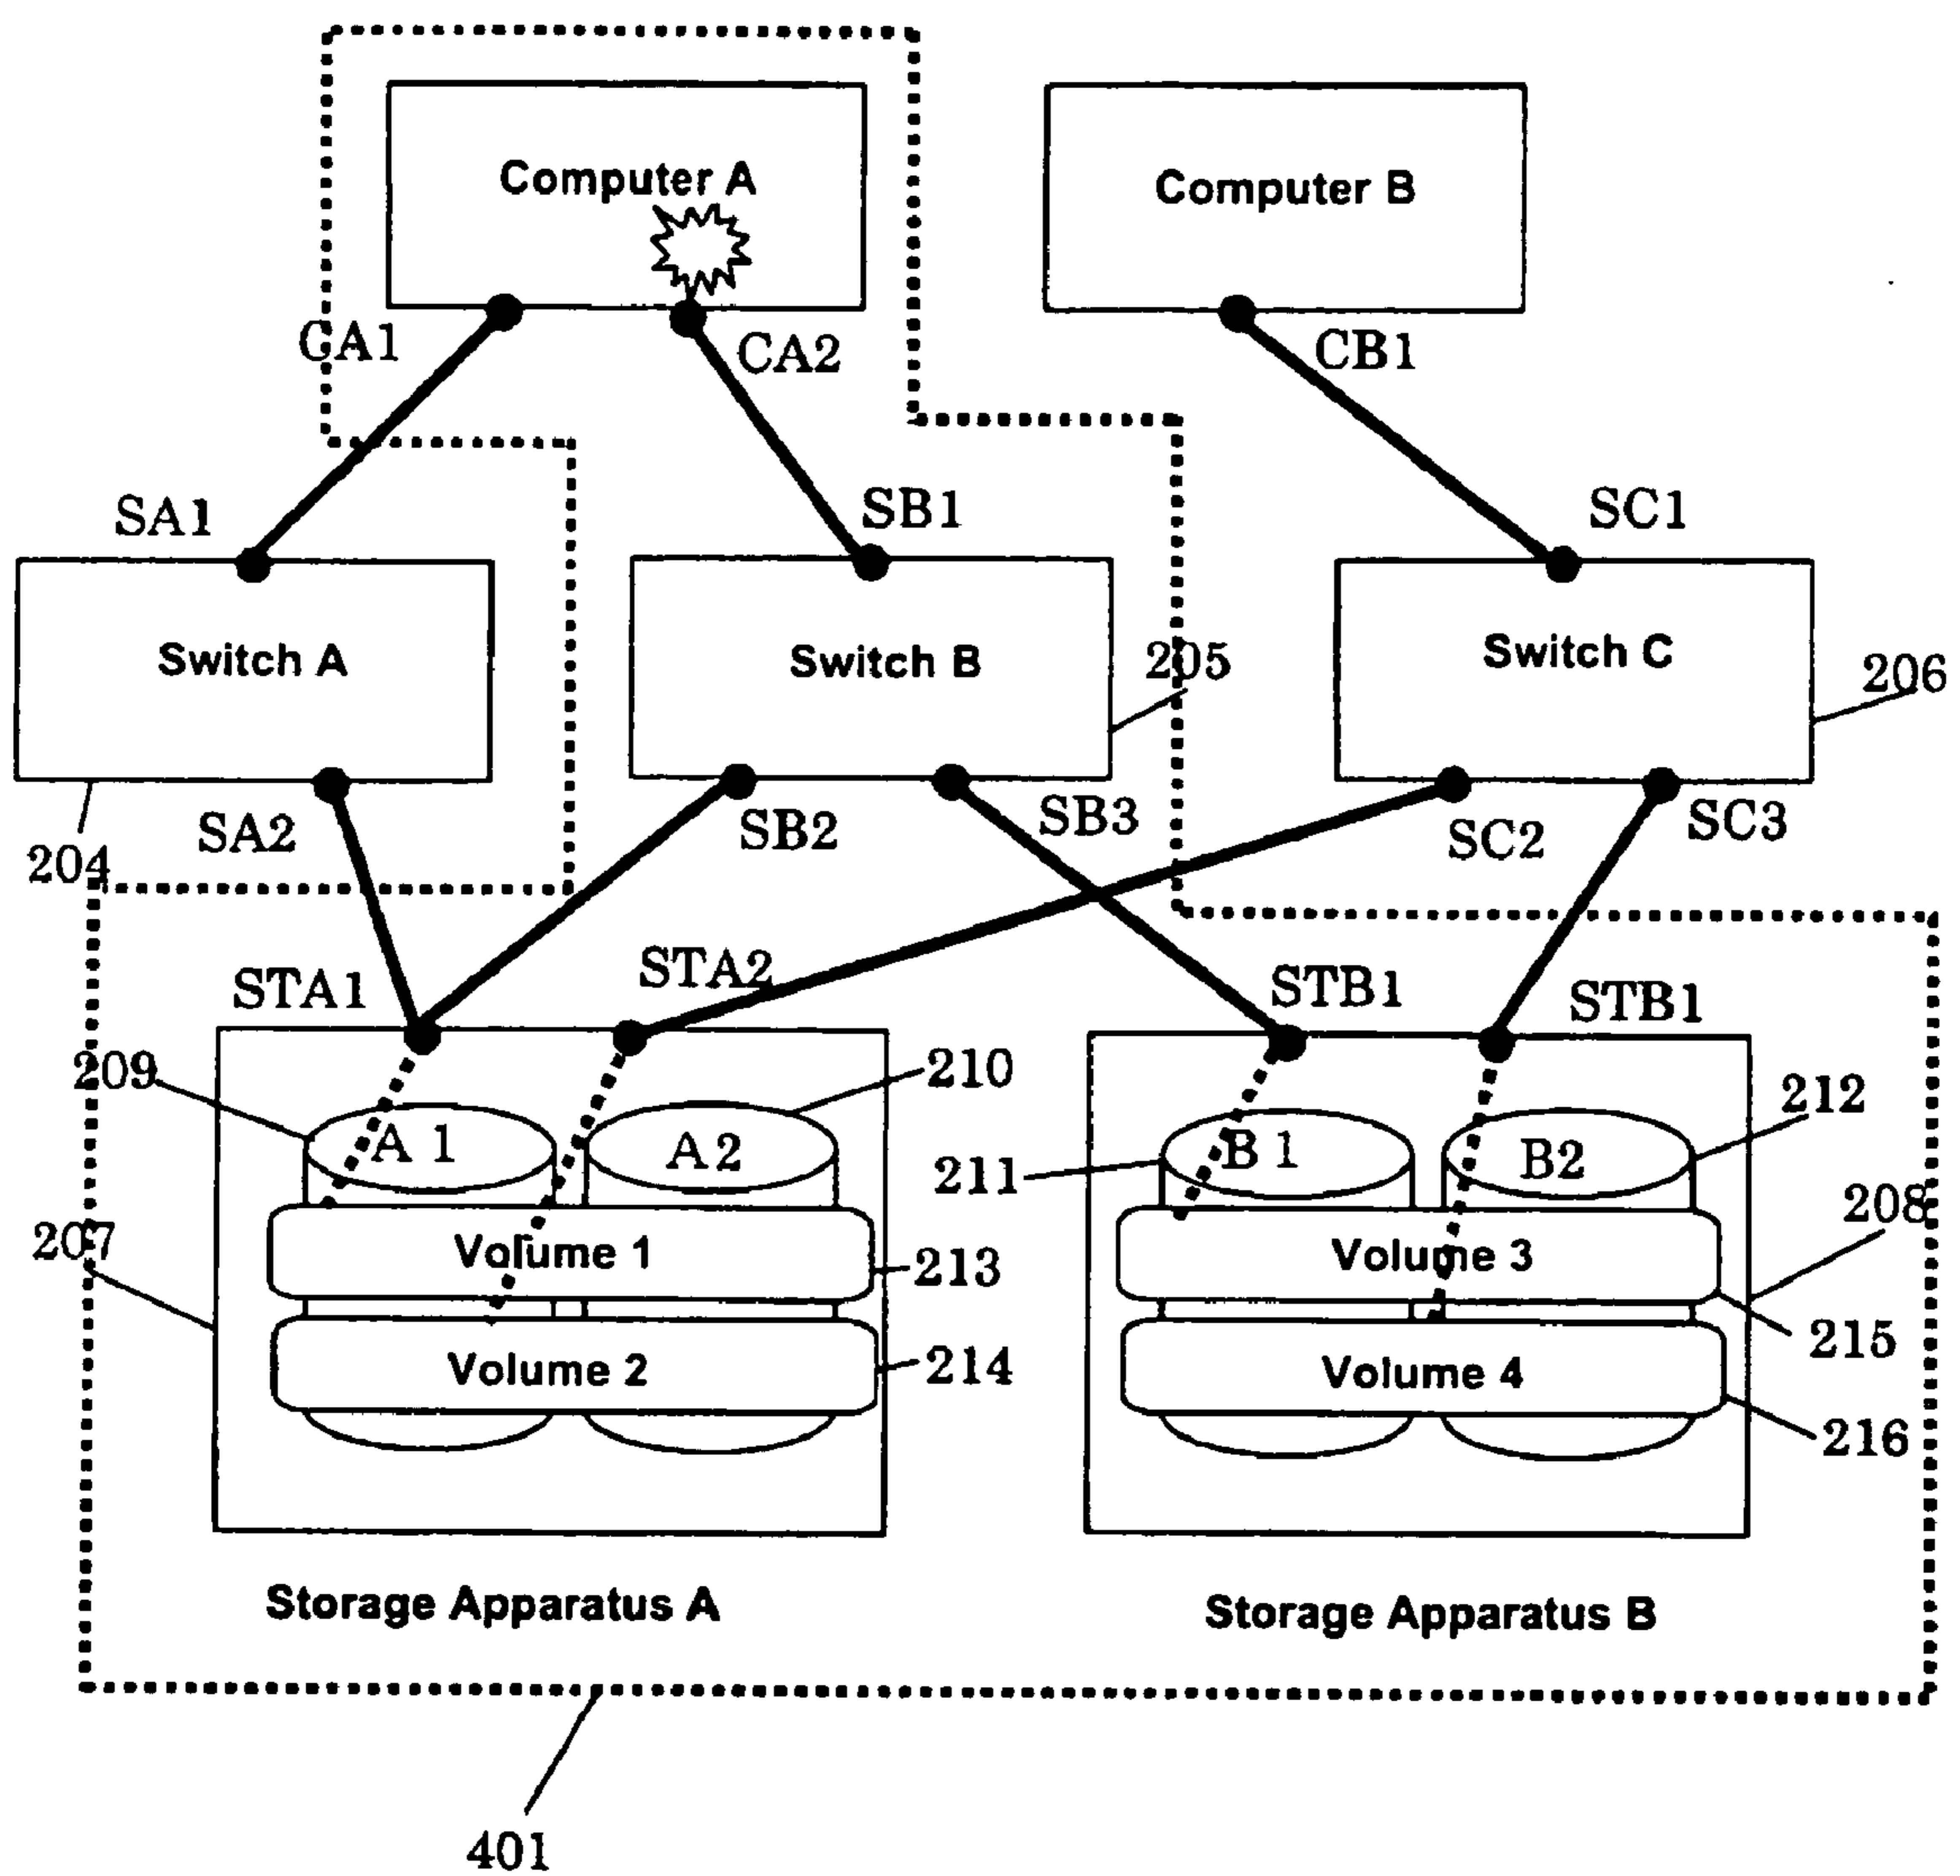 Computer A
Computer B
CA1
CA2
CB1
SA1
SB1
SC1
Switch A
Switch B
205
Switch C
206
204
SA2
SB2
SB3
SC2
SC3
STA1
STA2
STB1
STB1
209
A1
A2
210
211
B1
B2
212
207
Volume 1
213
Volume 3
208
215
Volume 2
214
Volume 4
216
Storage Apparatus A
Storage Apparatus B
401